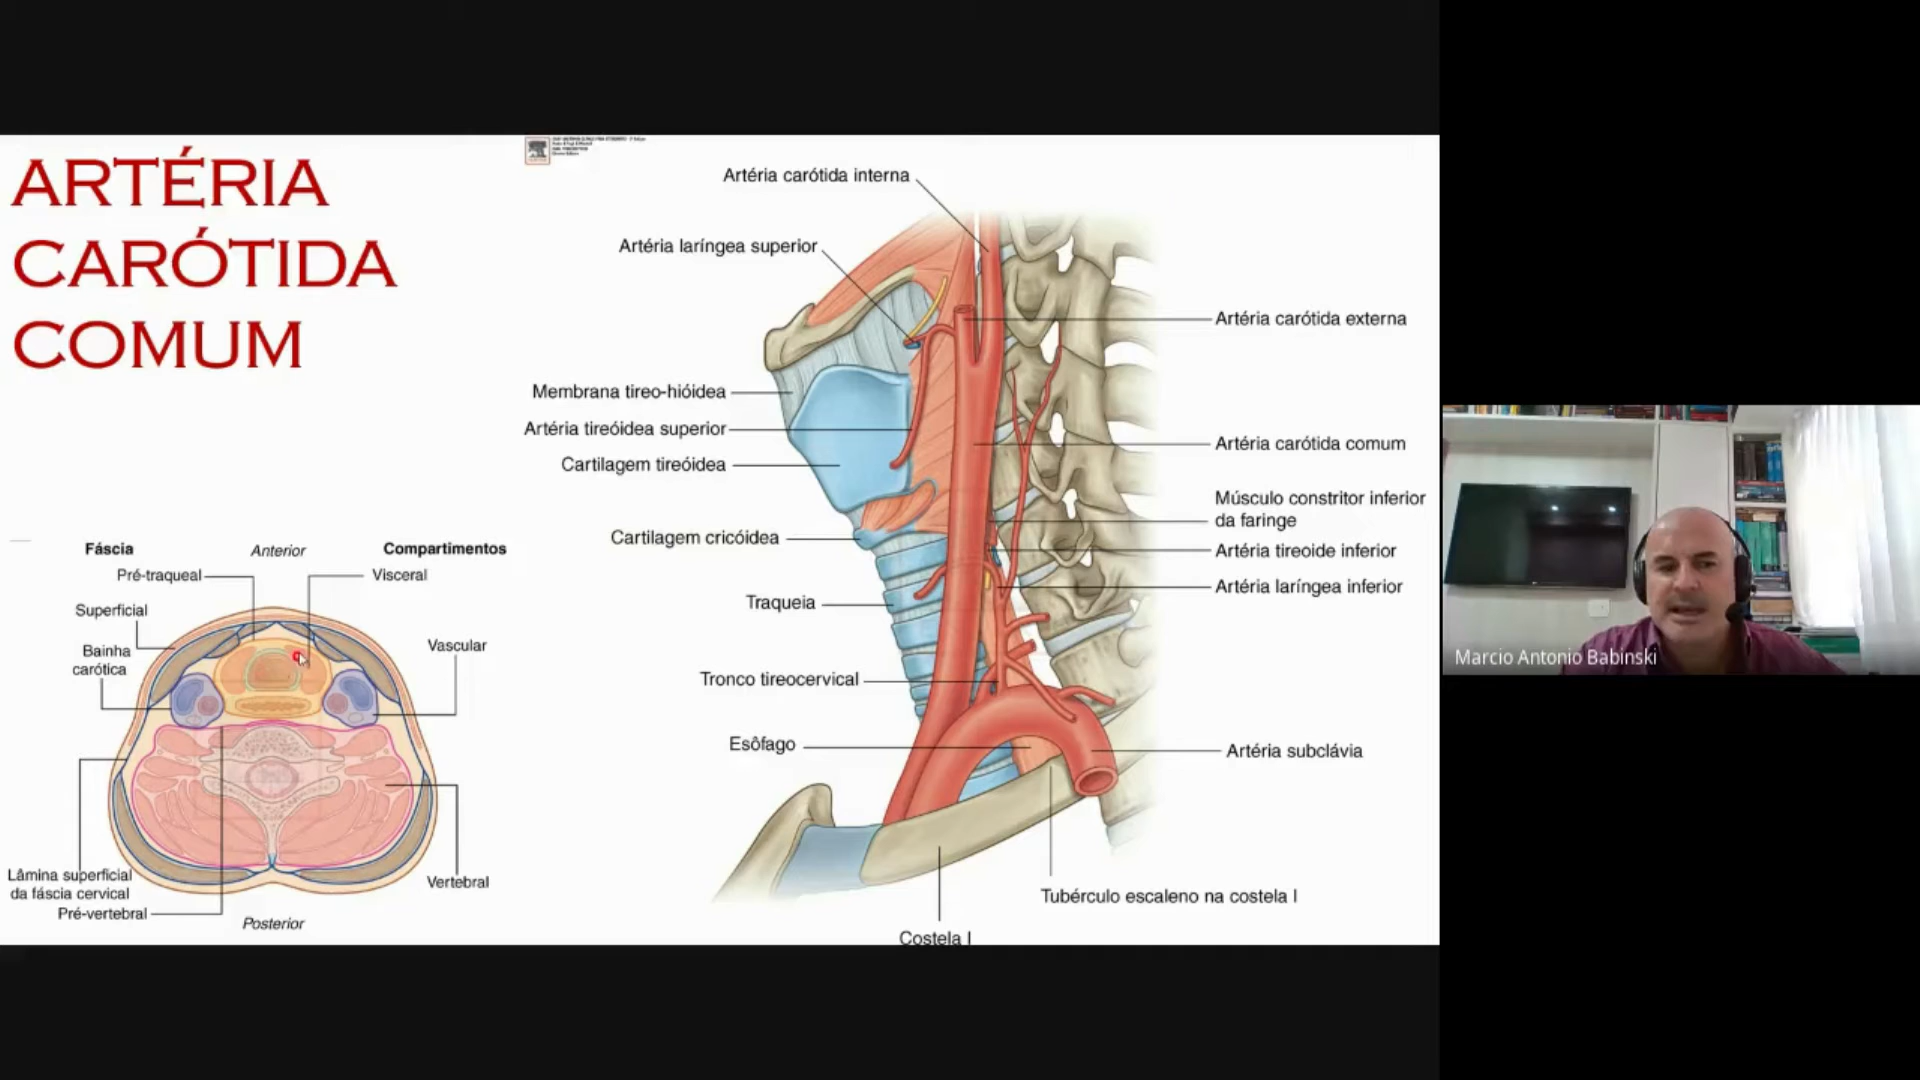 ARTÉRIA
CARÓTIDA
COMUM
Artéria carótida interna
Artéria laríngea superior
Artéria carótida externa
Membrana tireo-hióidea
Artéria tireóidea superior
Cartilagem tireóidea
Artéria carótida comum
Músculo constritor inferior
da faringe
Cartilagem cricóidea
Artéria tireoide inferior
Artéria laríngea inferior
Traqueia
Tronco tireocervical
Esôfago
Artéria subclávia
Tubérculo escaleno na costela I
Costela I
Fáscia
Anterior
Compartimentos
Pré-traqueal
Visceral
Superficial
Bainha
carótica
Vascular
Lâmina superficial
da fáscia cervical
Pré-vertebral
Vertebral
Posterior
Marcio Antonio Babinski